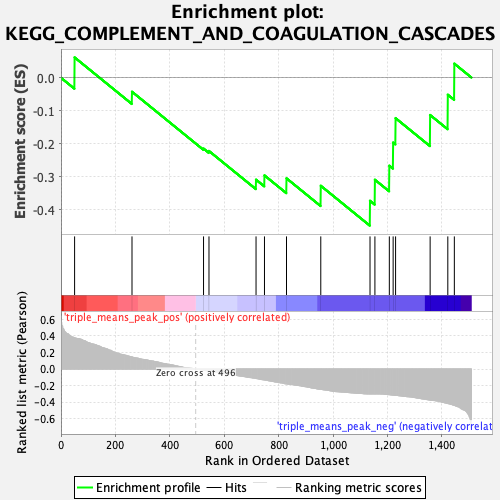 Enrichment plot:
KEGG_COMPLEMENT_AND_COAGULATION_CASCADES
Enrichment score (ES)
0.0
-0.1
-0.2
-0.3
-0.4
'triple_means_peak_pos' (positively correlated)
Ranked list metric (Pearson)
0.6
0.4
0.2
0.0
-0.2
-0.4
-0.6
Zero cross at 496
'triple_means_peak_neg' (negatively correlat
0 200 400 600 800 1,000 1,200 1,400
Rank in Ordered Dataset
Enrichment profile Hits Ranking metric scores